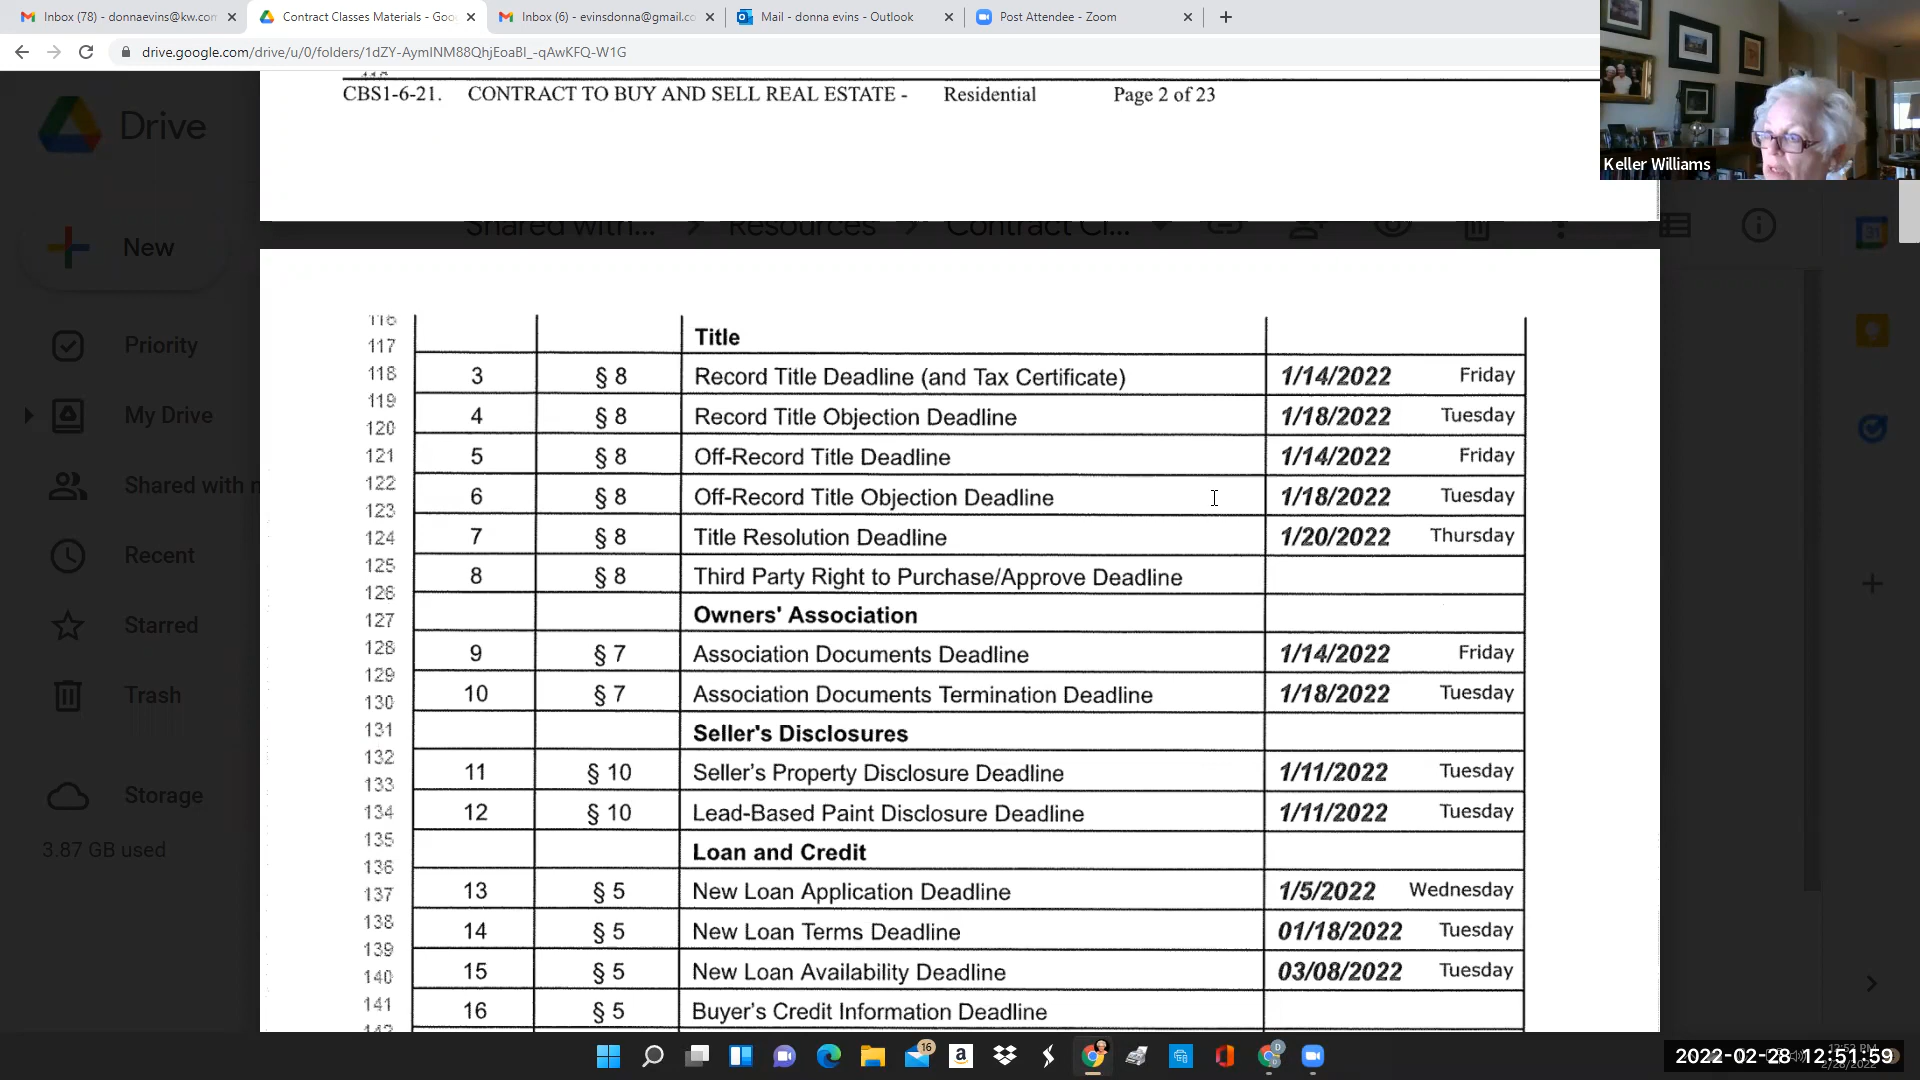 Inbox (78) - donnaevins@kw.con
Contract Classes Materials - Goo
Inbox (6) - evinsdonna@gmail.co
Mail - donna evins - Outlook
Post Attendee - Zoom
drive.google.com/drive/u/0/folders/1dZY-AymINM88QhjEoaBI_-qAwKFQ-W1G
CBS1-6-21. CONTRACT TO BUY AND SELL REAL ESTATE - Residential Page 2 of 23
Keller Williams
Drive
New
Shared with... Resources Contract Cl...
Priority
My Drive
Shared with
Recent
Starred
Trash
Storage
3.87 GB used
116
117 Title
118 3 § 8 Record Title Deadline (and Tax Certificate) 1/14/2022 Friday
119
120 4 § 8 Record Title Objection Deadline 1/18/2022 Tuesday
121 5 § 8 Off-Record Title Deadline 1/14/2022 Friday
122
123 6 § 8 Off-Record Title Objection Deadline 1/18/2022 Tuesday
124 7 § 8 Title Resolution Deadline 1/20/2022 Thursday
125
126 8 § 8 Third Party Right to Purchase/Approve Deadline
127 Owners' Association
128 9 § 7 Association Documents Deadline 1/14/2022 Friday
129
130 10 § 7 Association Documents Termination Deadline 1/18/2022 Tuesday
131 Seller's Disclosures
132
133 11 § 10 Seller's Property Disclosure Deadline 1/11/2022 Tuesday
134 12 § 10 Lead-Based Paint Disclosure Deadline 1/11/2022 Tuesday
135
136 Loan and Credit
137 13 § 5 New Loan Application Deadline 1/5/2022 Wednesday
138 14 § 5 New Loan Terms Deadline 01/18/2022 Tuesday
139
140 15 § 5 New Loan Availability Deadline 03/08/2022 Tuesday
141 16 § 5 Buyer's Credit Information Deadline
16
2022-02-28 12:51:59